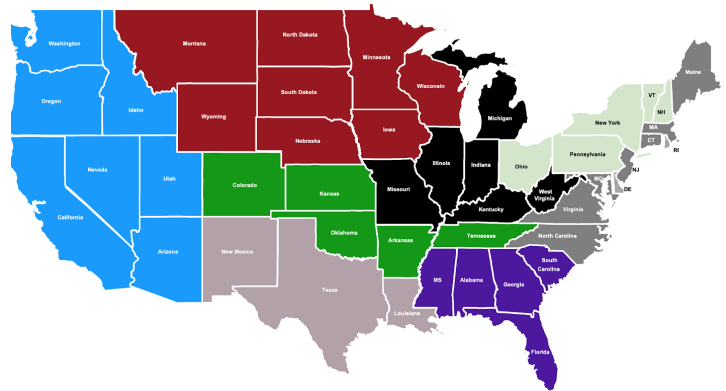 Washington
Montana
North Dakota
Minnesota
Maine
Oregon
Idaho
Wyoming
South Dakota
Wisconsin
Michigan
New York
VT
NH
MA
CT
RI
Nebraska
Iowa
Nevada
Utah
Colorado
Kansas
Missouri
Illinois
Indiana
Ohio
Pennsylvania
NJ
MD
DE
California
Arizona
New Mexico
Oklahoma
Arkansas
Kentucky
West
Virginia
Virginia
Tennessee
North Carolina
Texas
Louisiana
MS
Alabama
Georgia
South
Carolina
Florida